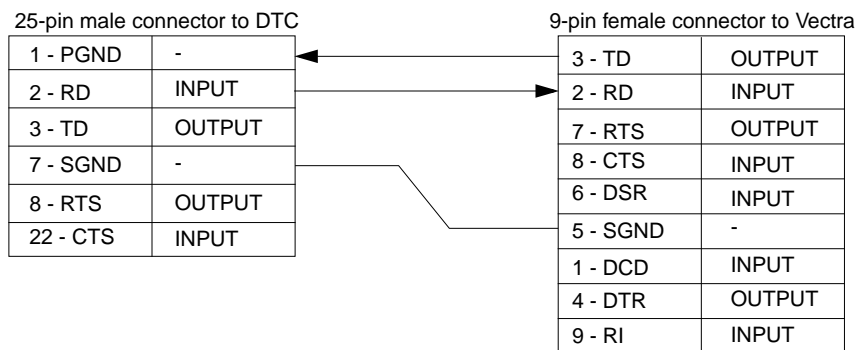 25-pin male connector to DTC
1 - PGND -
2 - RD INPUT
3 - TD OUTPUT
7 - SGND -
8 - RTS OUTPUT
22 - CTS INPUT
9-pin female connector to Vectra
3 - TD OUTPUT
2 - RD INPUT
7 - RTS OUTPUT
8 - CTS INPUT
6 - DSR INPUT
5 - SGND -
1 - DCD INPUT
4 - DTR OUTPUT
9 - RI INPUT